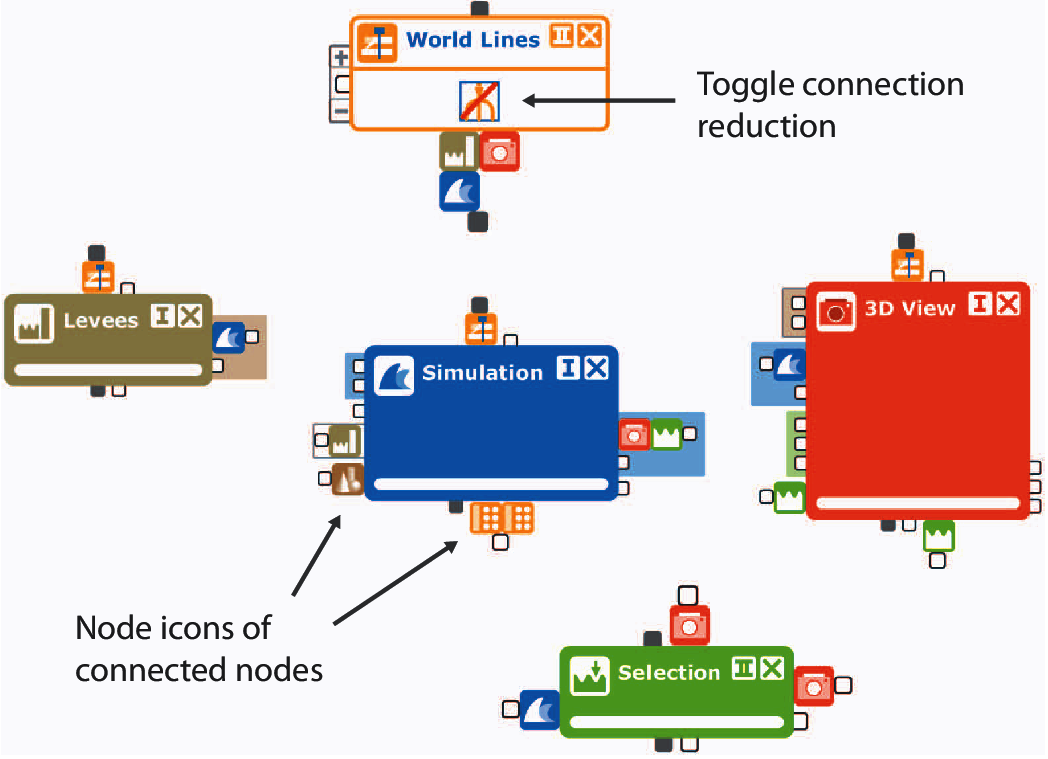 World Lines
Toggle connection
reduction
Levees
Simulation
3D View
Node icons of
connected nodes
Selection